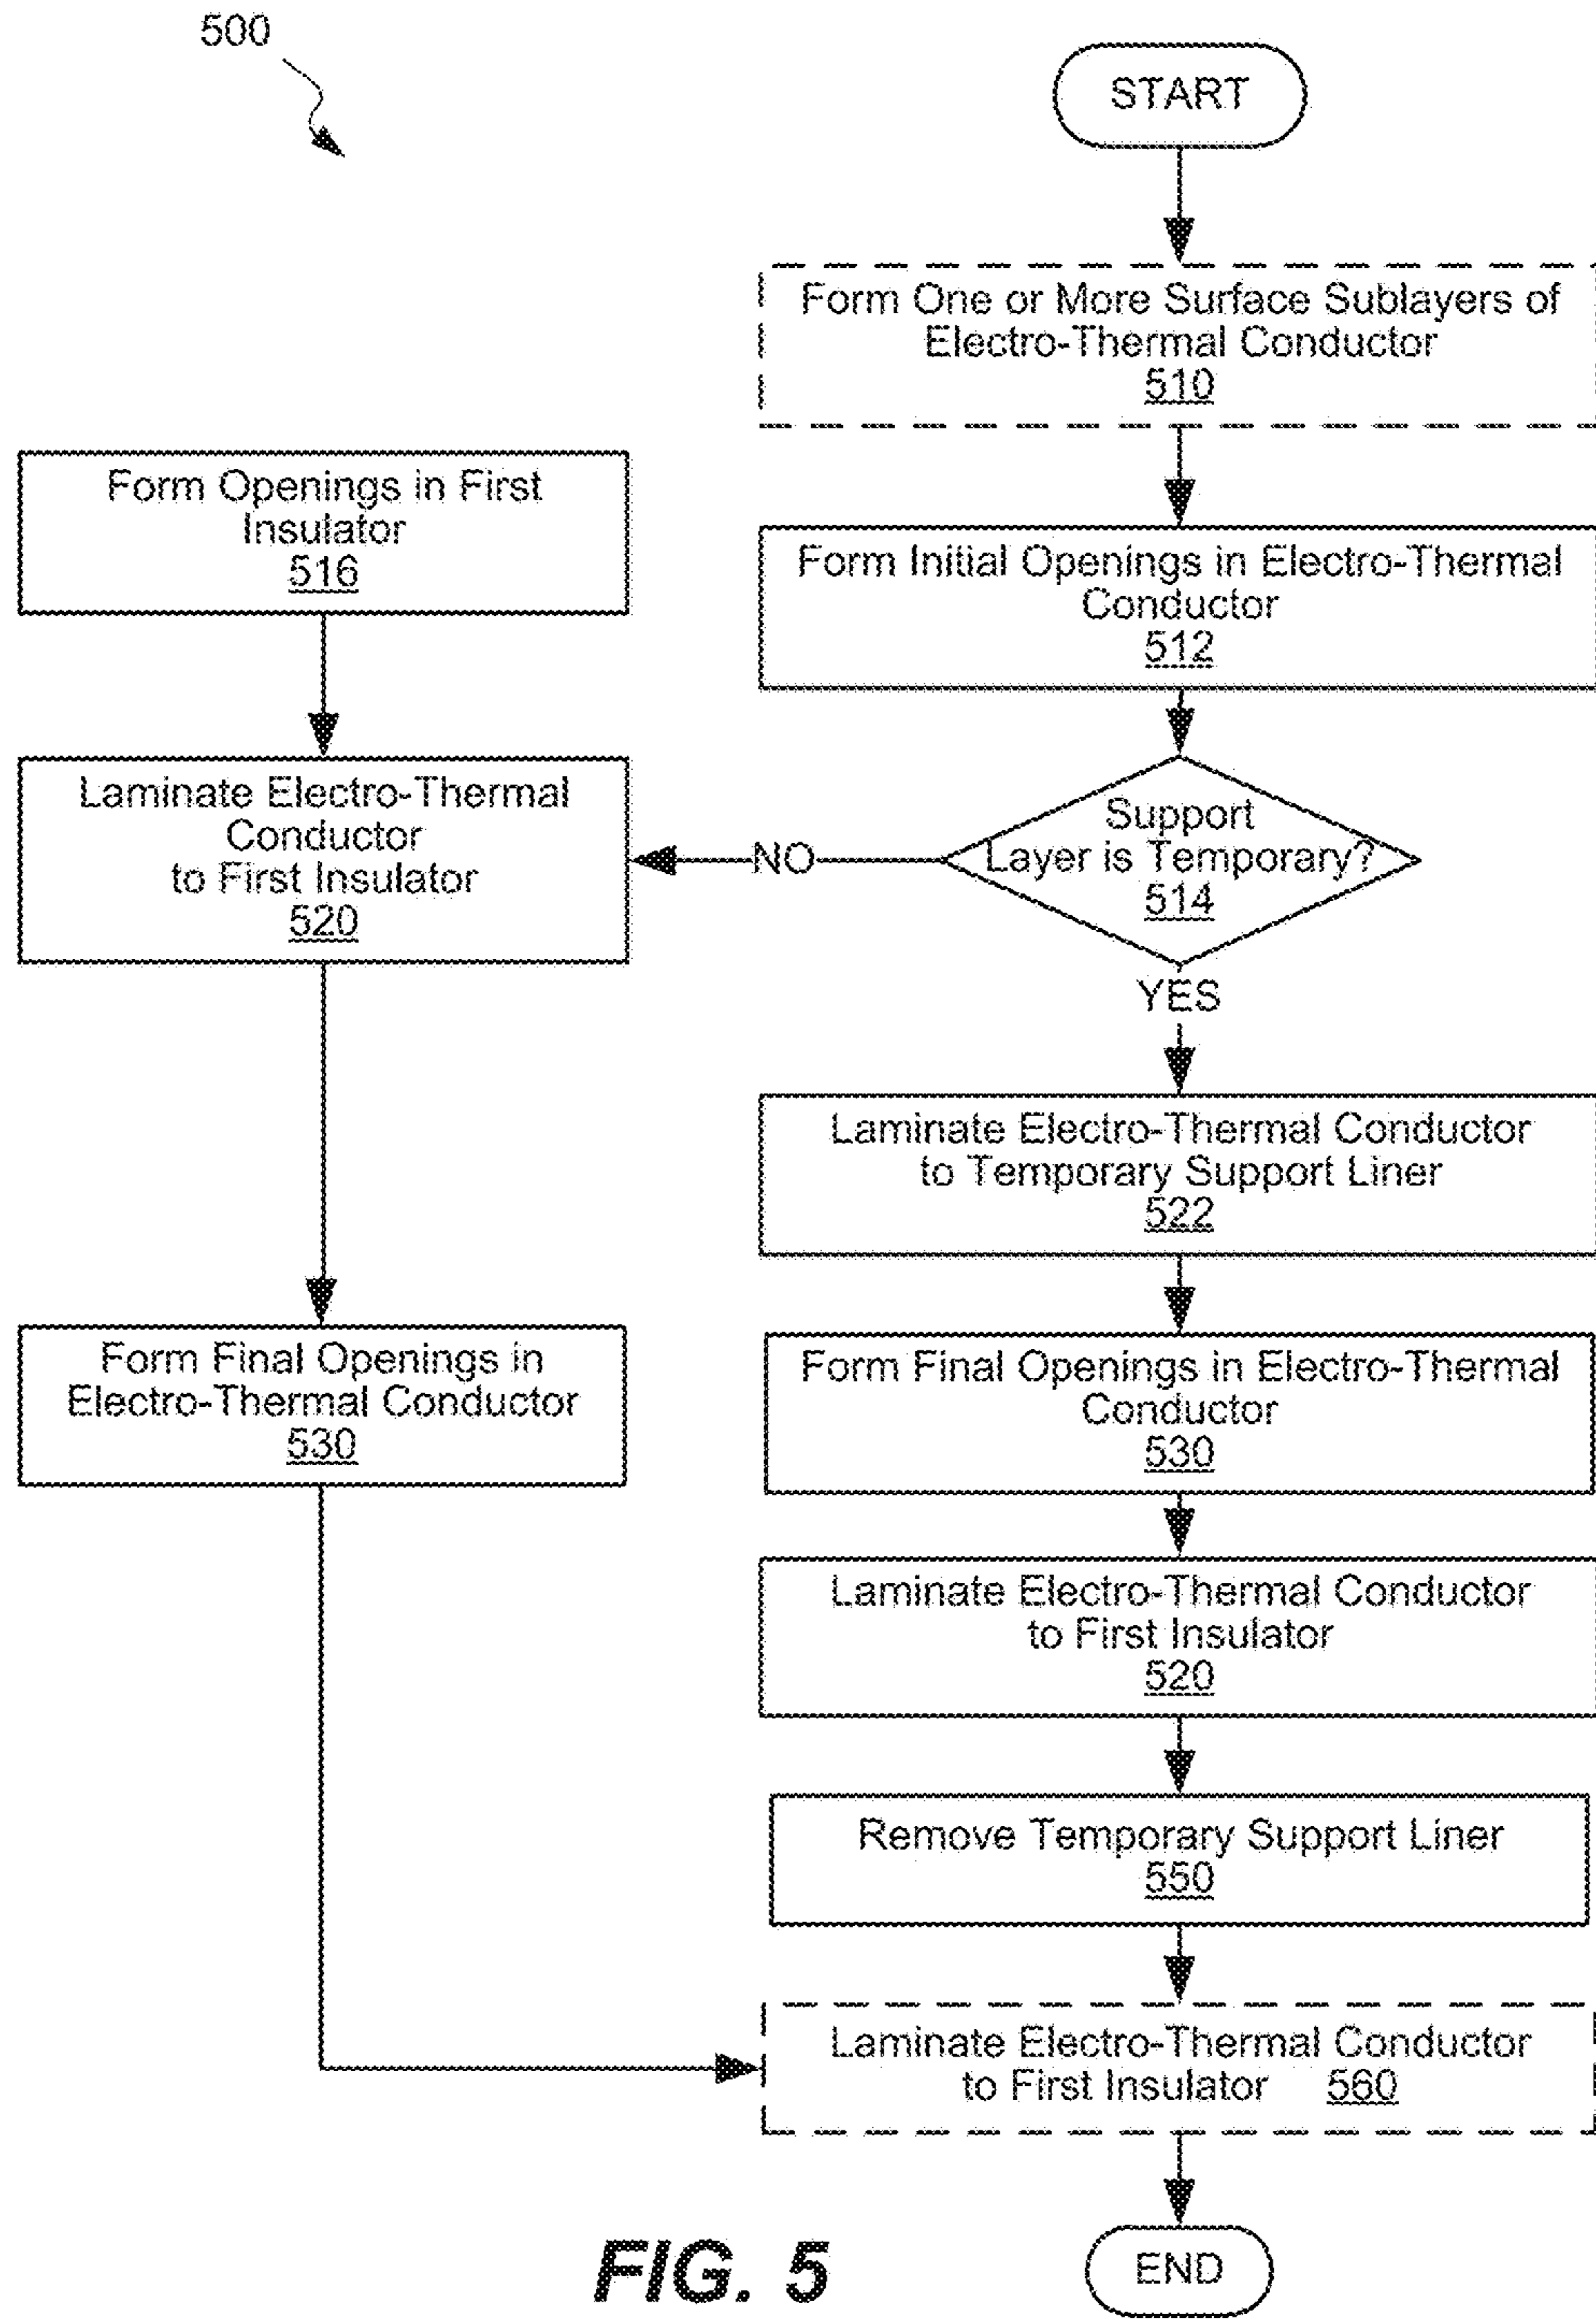 500
START
Form One or More Surface Sublayers of
Electro-Thermal Conductor
510
Form Openings in First
Insulator
516
Form Initial Openings in Electro-Thermal
Conductor
512
Laminate Electro-Thermal
Conductor
to First Insulator
520
NO
Support
Layer is Temporary?
514
YES
Laminate Electro-Thermal Conductor
to Temporary Support Liner
522
Form Final Openings in
Electro-Thermal Conductor
530
Form Final Openings in Electro-Thermal
Conductor
530
Laminate Electro-Thermal Conductor
to First Insulator
520
Remove Temporary Support Liner
550
Laminate Electro-Thermal Conductor
to First Insulator 560
END
FIG. 5